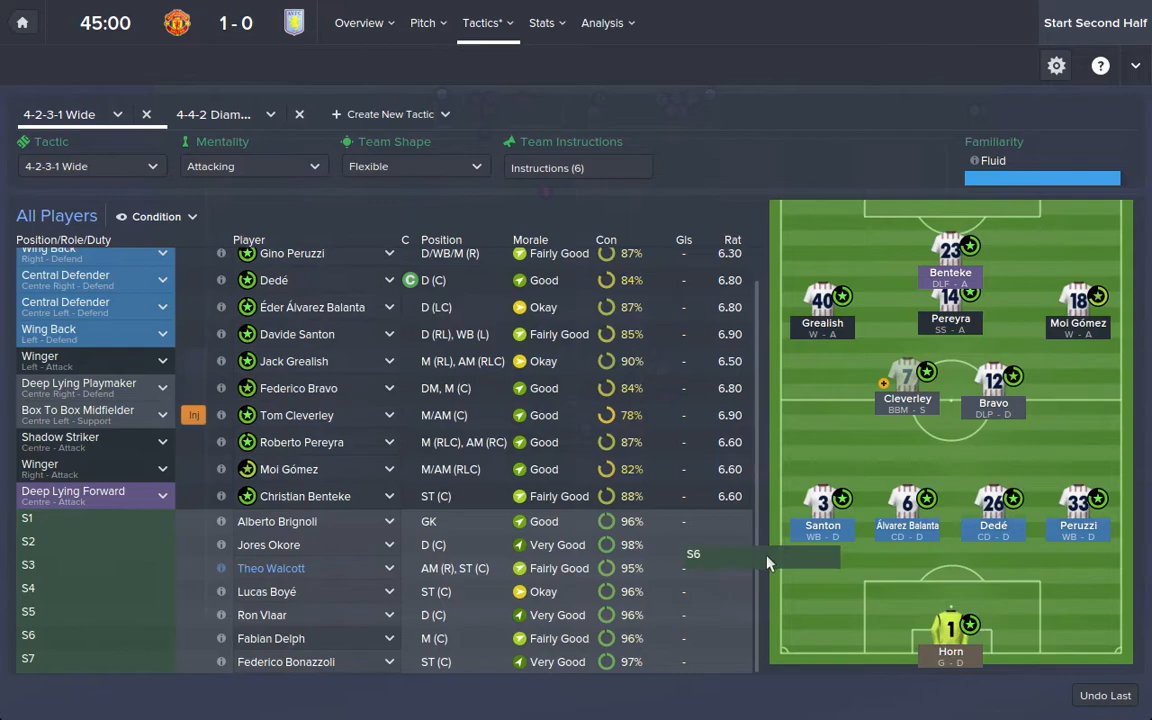 45:00 1 - 0 Overview Pitch Tactics* Stats Analysis Start Second Half
4-2-3-1 Wide 4-4-2 Diam... Create New Tactic
Tactic Mentality Team Shape Team Instructions Familiarity
4-2-3-1 Wide Attacking Flexible Instructions (6) Fluid
All Players Condition
Position/Role/Duty Player C Position Morale Con Gls Rat
Wing Back
Right - Defend Gino Peruzzi D/WB/M (R) Fairly Good 87% - 6.30
Central Defender
Centre Right - Defend Dedé C D (C) Good 84% - 6.80
Central Defender
Centre Left - Defend Éder Álvarez Balanta D (LC) Okay 87% - 6.80
Wing Back
Left - Defend Davide Santon D (RL), WB (L) Fairly Good 85% - 6.90
Winger
Left - Attack Jack Grealish M (RL), AM (RLC) Okay 90% - 6.50
Deep Lying Playmaker
Centre Right - Defend Federico Bravo DM, M (C) Good 84% - 6.80
Box To Box Midfielder
Centre Left - Support Inj Tom Cleverley M/AM (C) Good 78% - 6.90
Shadow Striker
Centre - Attack Roberto Pereyra M (RLC), AM (RC) Good 87% - 6.60
Winger
Right - Attack Moi Gómez M/AM (RLC) Good 82% - 6.60
Deep Lying Forward
Centre - Attack Christian Benteke ST (C) Fairly Good 88% - 6.60
S1 Alberto Brignoli GK Good 96% -
S2 Jores Okore D (C) Very Good 98% -
S3 Theo Walcott AM (R), ST (C) Fairly Good 95% -
S4 Lucas Boyé ST (C) Okay 96% -
S5 Ron Vlaar D (C) Very Good 96% -
S6 Fabian Delph M (C) Fairly Good 96% -
S7 Federico Bonazzoli ST (C) Very Good 97% -
S6
23
Benteke
DLF - A
40 14 18
Grealish Pereyra Moi Gómez
W - A SS - A W - A
7 12
Cleverley Bravo
BBM - S DLP - D
3 6 26 33
Santon Álvarez Balanta Dedé Peruzzi
WB - D CD - D CD - D WB - D
1
Horn
G - D
Undo Last